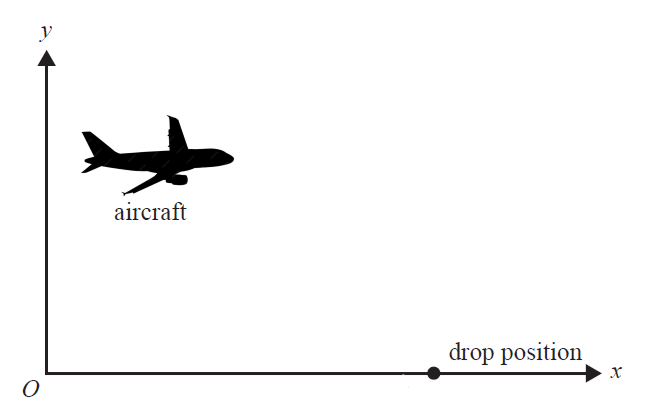 y
aircraft
drop position
x
O